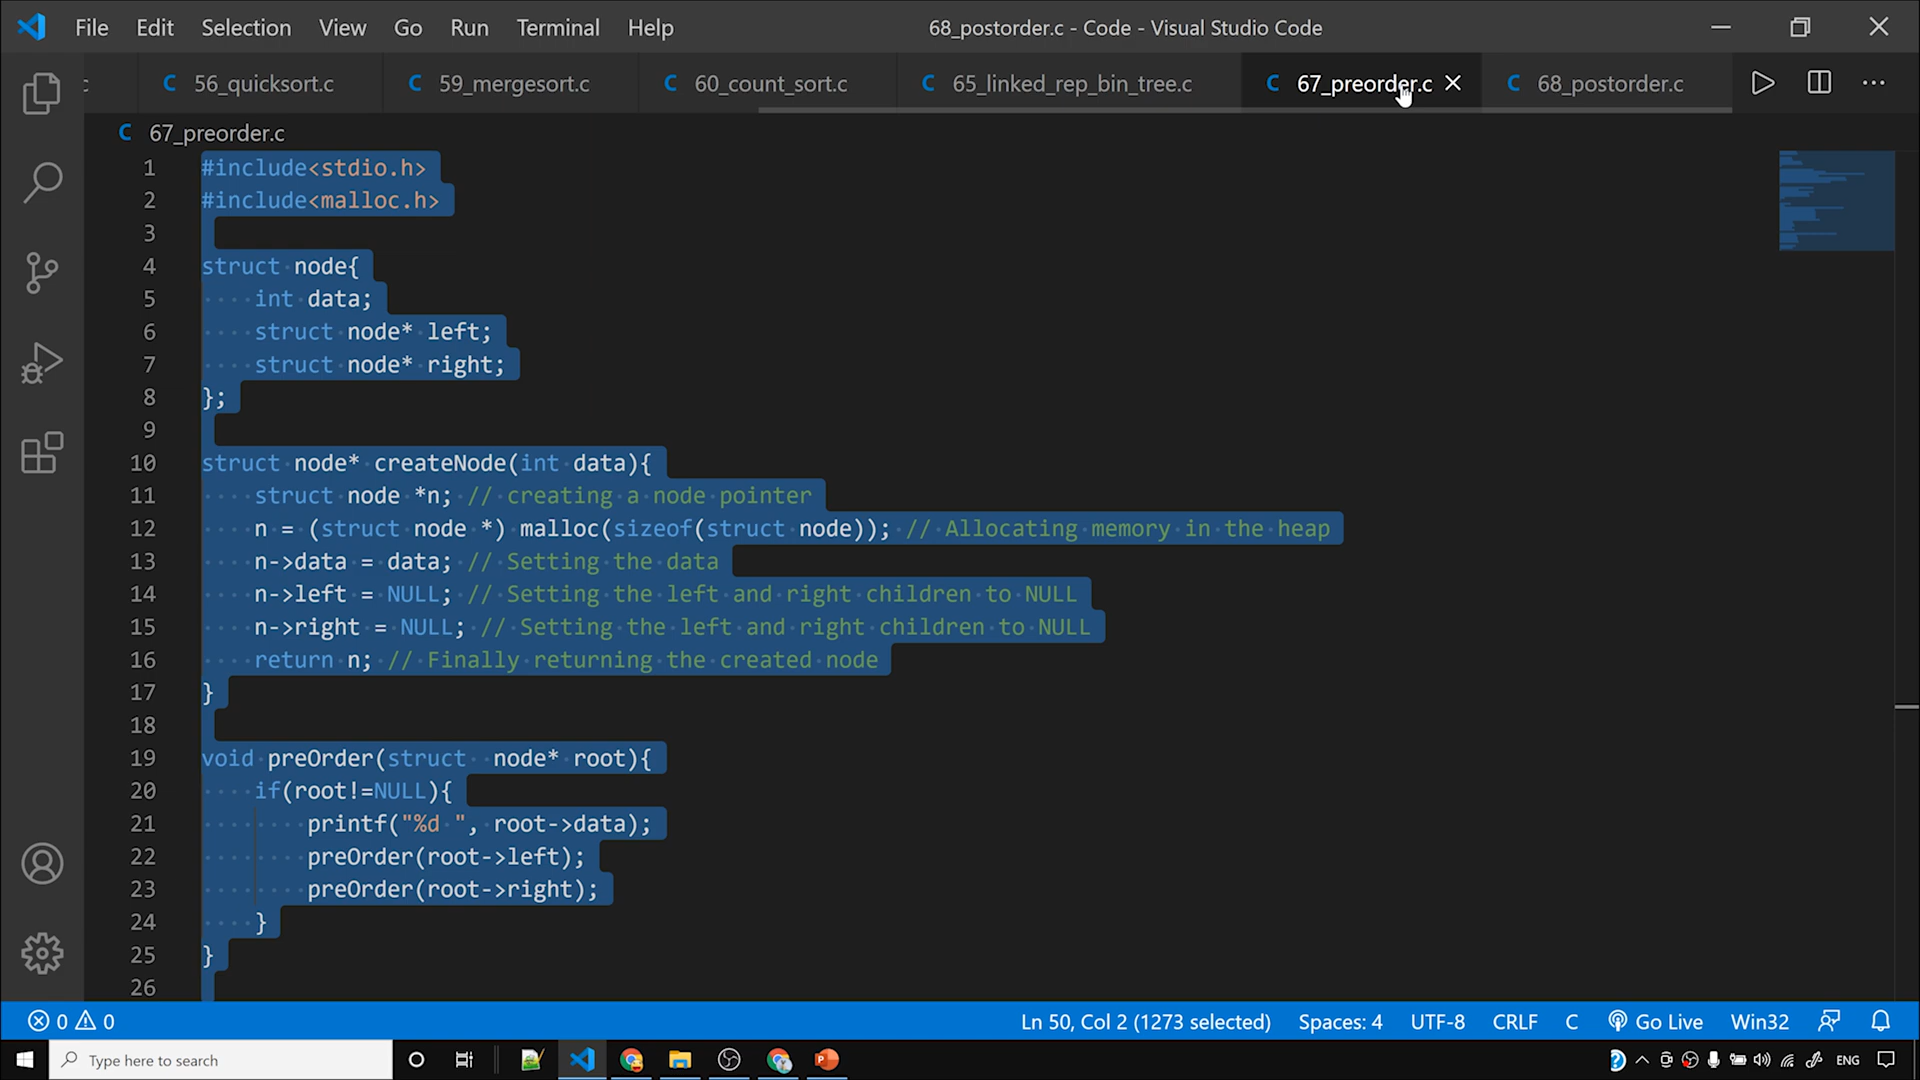 File Edit Selection View Go Run Terminal Help 68_postorder.c - Code - Visual Studio Code
c C 56_quicksort.c C 59_mergesort.c C 60_count_sort.c C 65_linked_rep_bin_tree.c C 67_preorder.c C 68_postorder.c
C 67_preorder.c
1 #include<stdio.h>
2 #include<malloc.h>
3
4 struct node{
5     int data;
6     struct node* left;
7     struct node* right;
8 };
9
10 struct node* createNode(int data){
11     struct node *n; // creating a node pointer
12     n = (struct node *) malloc(sizeof(struct node)); // Allocating memory in the heap
13     n->data = data; // Setting the data
14     n->left = NULL; // Setting the left and right children to NULL
15     n->right = NULL; // Setting the left and right children to NULL
16     return n; // Finally returning the created node
17 }
18
19 void preOrder(struct  node* root){
20     if(root!=NULL){
21         printf("%d ", root->data);
22         preOrder(root->left);
23         preOrder(root->right);
24     }
25 }
26
0 0 Ln 50, Col 2 (1273 selected) Spaces: 4 UTF-8 CRLF C Go Live Win32
Type here to search ENG